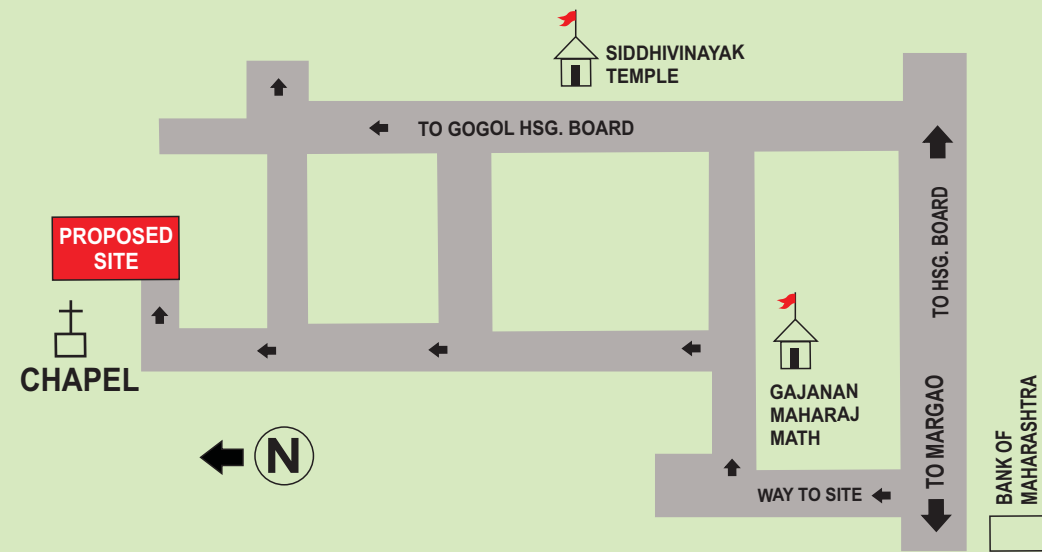 SIDDHIVINAYAK
TEMPLE
TO GOGOL HSG. BOARD
PROPOSED
SITE
TO HSG. BOARD
CHAPEL
GAJANAN
MAHARAJ
MATH
TO MARGAO
BANK OF
MAHARASHTRA
N
WAY TO SITE